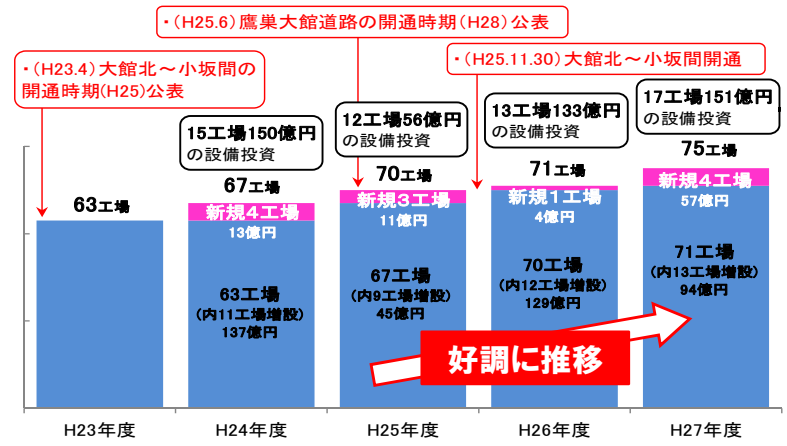 ・（H25.6）鷹巣大館道路の開通時期（H28）公表
・（H23.4）大館北～小坂間の
開通時期(H25)公表
・（H25.11.30）大館北～小坂間開通
15工場150億円
の設備投資
12工場56億円
の設備投資
13工場133億円
の設備投資
17工場151億円
の設備投資
63工場
67工場
新規４工場
13億円
63工場
（内11工場増設）
137億円
70工場
新規３工場
11億円
67工場
（内9工場増設）
45億円
71工場
新規１工場
4億円
70工場
（内12工場増設）
129億円
75工場
新規４工場
57億円
71工場
（内13工場増設）
94億円
好調に推移
H23年度
H24年度
H25年度
H26年度
H27年度